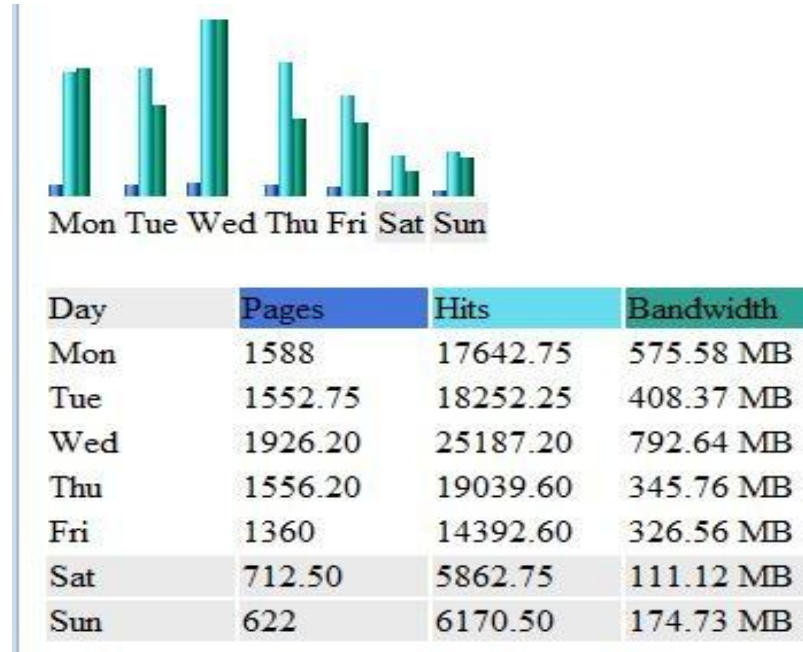 Mon Tue Wed Thu Fri Sat Sun
Day Pages Hits Bandwidth
Mon 1588 17642.75 575.58 MB
Tue 1552.75 18252.25 408.37 MB
Wed 1926.20 25187.20 792.64 MB
Thu 1556.20 19039.60 345.76 MB
Fri 1360 14392.60 326.56 MB
Sat 712.50 5862.75 111.12 MB
Sun 622 6170.50 174.73 MB